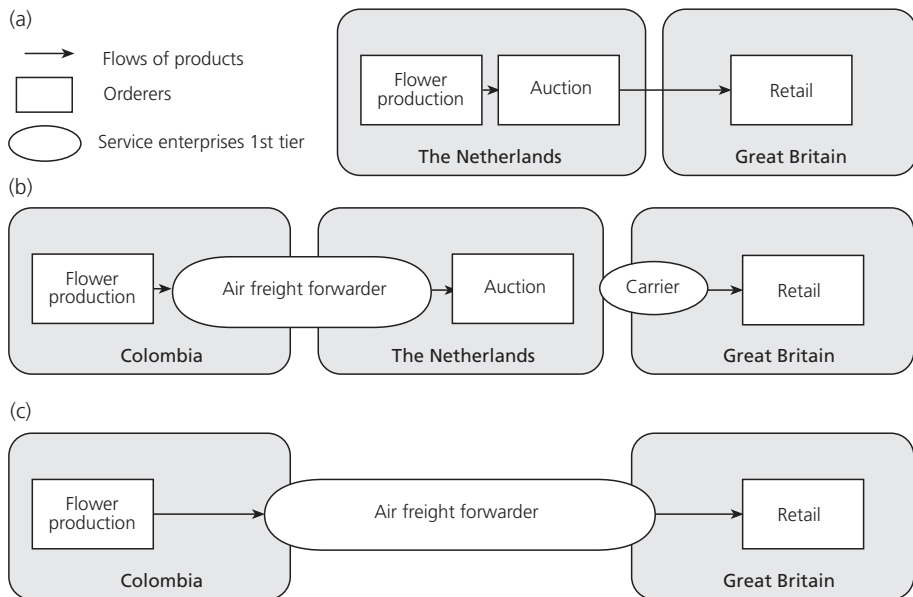 (a)
Flows of products
Orderers
Service enterprises 1st tier
Flower
production
Auction
Retail
The Netherlands
Great Britain
(b)
Flower
production
Air freight forwarder
Auction
Carrier
Retail
Colombia
The Netherlands
Great Britain
(c)
Flower
production
Air freight forwarder
Retail
Colombia
Great Britain